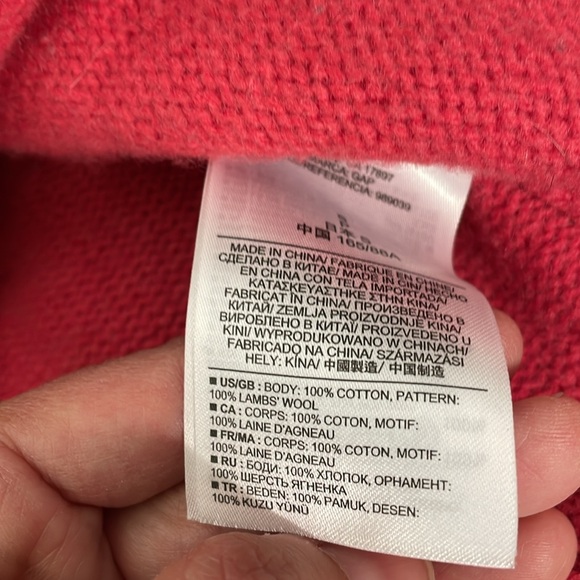 17897
MARCA: GAP
REFERENCIA: 989039
S
日本 S
中国 165/88A
MADE IN CHINA/ FABRIQUE EN CHINE/
СДЕЛАНО В КИТАЕ/ MADE IN CIN/ HECHO
EN CHINA CON TELA IMPORTADA/
ΚΑΤΑΣΚΕΥΑΣΤΗΚΕ ΣΤΗΝ ΚΙΝΑ/
FABRICAT ÎN CHINA/ ПРОИЗВЕДЕНО В
КИТАЙ/ ZEMLJA PROIZVODNJE KINA/
ВИРОБЛЕНО В КИТАЇ/ PROIZVEDENO U
KINI/ WYPRODUKOWANO W CHINACH/
FABRICADO NA CHINA/ SZÁRMAZÁSI
HELY: KÍNA/ 中國製造/ 中国制造
■ US/GB : BODY: 100% COTTON, PATTERN:
100% LAMBS' WOOL
■ CA : CORPS: 100% COTON, MOTIF:
100% LAINE D'AGNEAU
■ FR/MA : CORPS: 100% COTON, MOTIF:
100% LAINE D'AGNEAU
■ RU : БОДИ: 100% ХЛОПОК, ОРНАМЕНТ:
100% ШЕРСТЬ ЯГНЕНКА
■ TR : BEDEN: 100% PAMUK, DESEN:
100% KUZU YÜNÜ